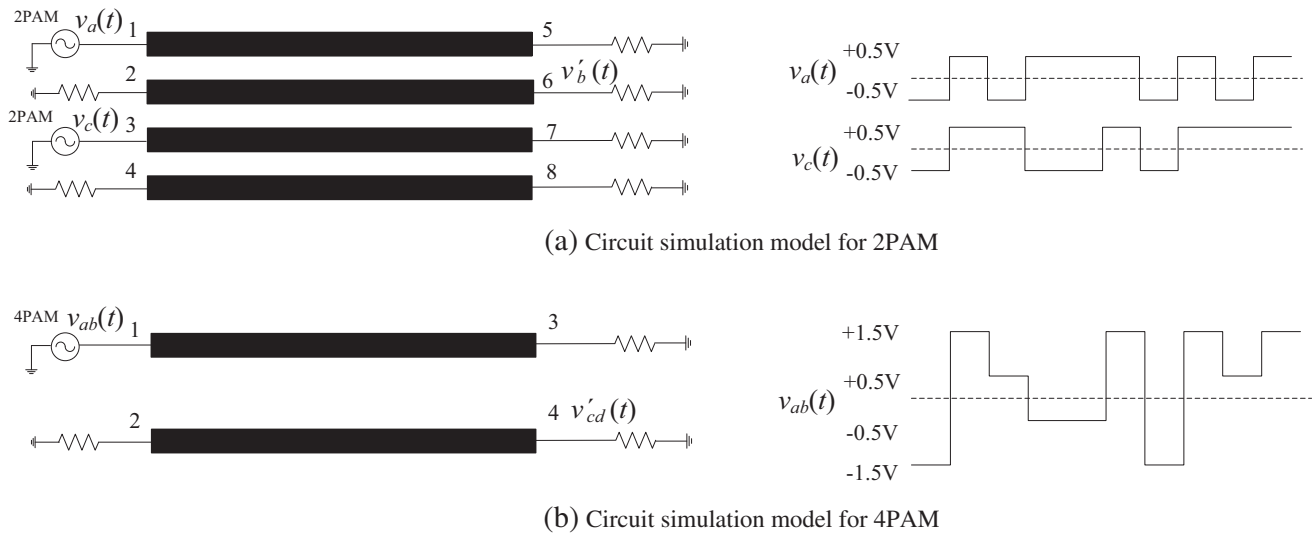 2PAM v_a(t) 1 5
2 6 v′_b(t)
2PAM v_c(t) 3 7
4 8
+0.5V
v_a(t)
-0.5V
+0.5V
v_c(t)
-0.5V
(a) Circuit simulation model for 2PAM
4PAM v_ab(t) 1 3
2 4 v′_cd(t)
+1.5V
+0.5V
v_ab(t)
-0.5V
-1.5V
(b) Circuit simulation model for 4PAM